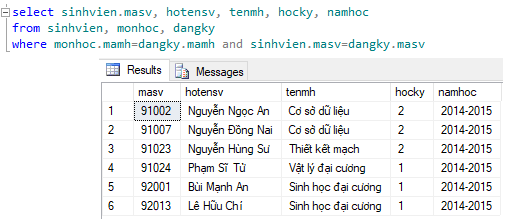 select sinhvien.masv, hotensv, tenmh, hocky, namhoc
from sinhvien, monhoc, dangky
where monhoc.mamh=dangky.mamh and sinhvien.masv=dangky.masv
Results Messages
masv hotensv tenmh hocky namhoc
1 91002 Nguyễn Ngọc An Cơ sở dữ liệu 2 2014-2015
2 91007 Nguyễn Đồng Nai Cơ sở dữ liệu 2 2014-2015
3 91023 Nguyễn Hùng Sư Thiết kết mạch 2 2014-2015
4 91024 Phạm Sĩ Tử Vật lý đại cương 1 2014-2015
5 92001 Bùi Mạnh An Sinh học đại cương 1 2014-2015
6 92013 Lê Hữu Chí Sinh học đại cương 1 2014-2015